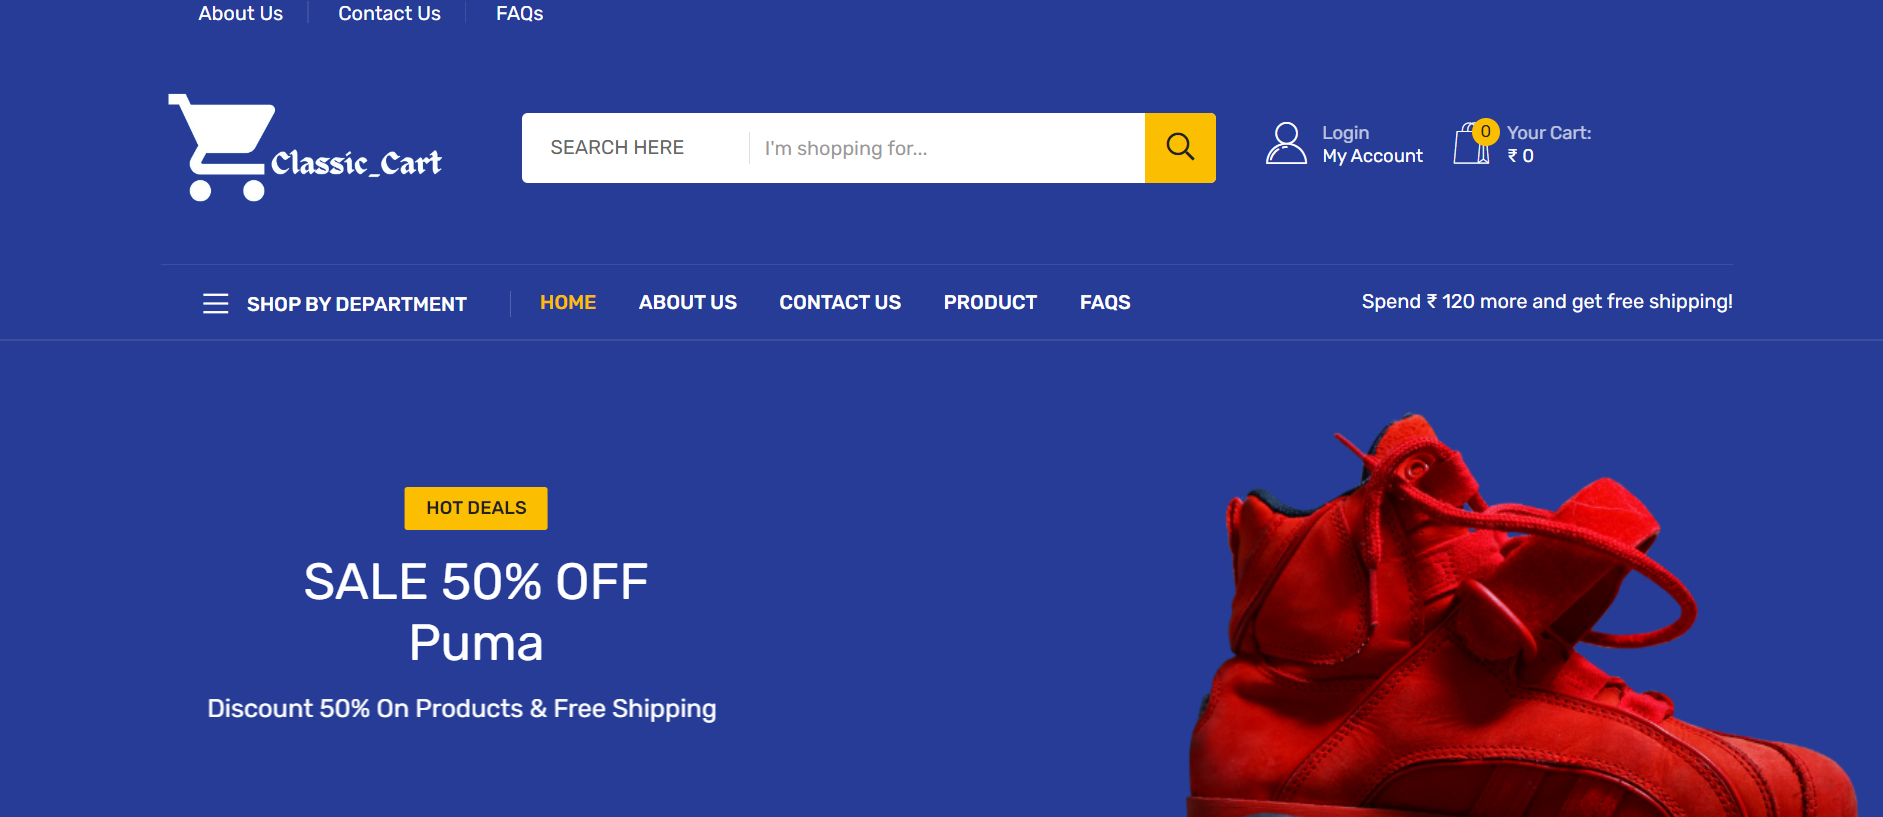 About Us Contact Us FAQs
Classic_Cart
SEARCH HERE I'm shopping for...
Login
My Account
0
Your Cart:
₹ 0
SHOP BY DEPARTMENT HOME ABOUT US CONTACT US PRODUCT FAQS Spend ₹ 120 more and get free shipping!
HOT DEALS
SALE 50% OFF
Puma
Discount 50% On Products & Free Shipping